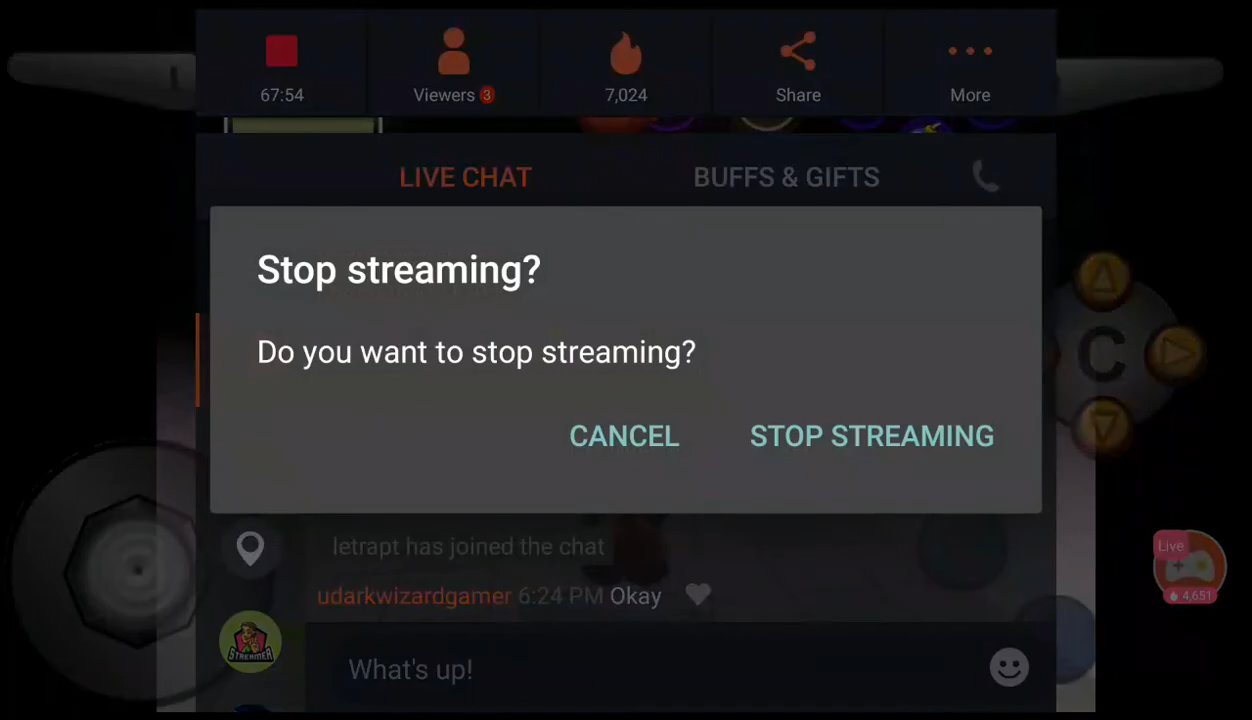 67:54
Viewers 3
7,024
Share
More
LIVE CHAT
BUFFS & GIFTS
Stop streaming?
Do you want to stop streaming?
CANCEL
STOP STREAMING
C
letrapt has joined the chat
udarkwizardgamer 6:24 PM Okay
Live
4,651
STREAMER
What's up!